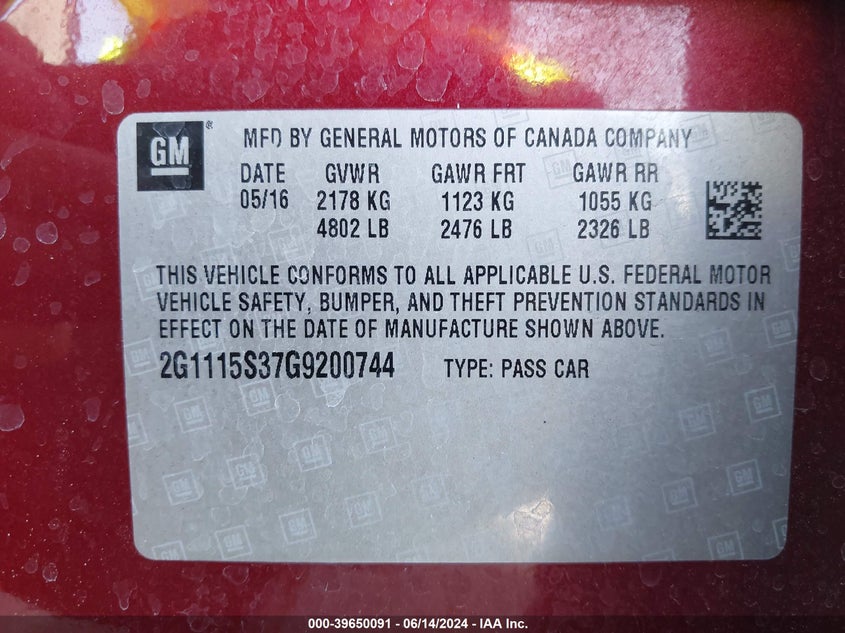 GM
MFD BY GENERAL MOTORS OF CANADA COMPANY
DATE GVWR GAWR FRT GAWR RR
05/16 2178 KG 1123 KG 1055 KG
4802 LB 2476 LB 2326 LB
THIS VEHICLE CONFORMS TO ALL APPLICABLE U.S. FEDERAL MOTOR
VEHICLE SAFETY, BUMPER, AND THEFT PREVENTION STANDARDS IN
EFFECT ON THE DATE OF MANUFACTURE SHOWN ABOVE.
2G1115S37G9200744 TYPE: PASS CAR
000-39650091 - 06/14/2024 - IAA Inc.